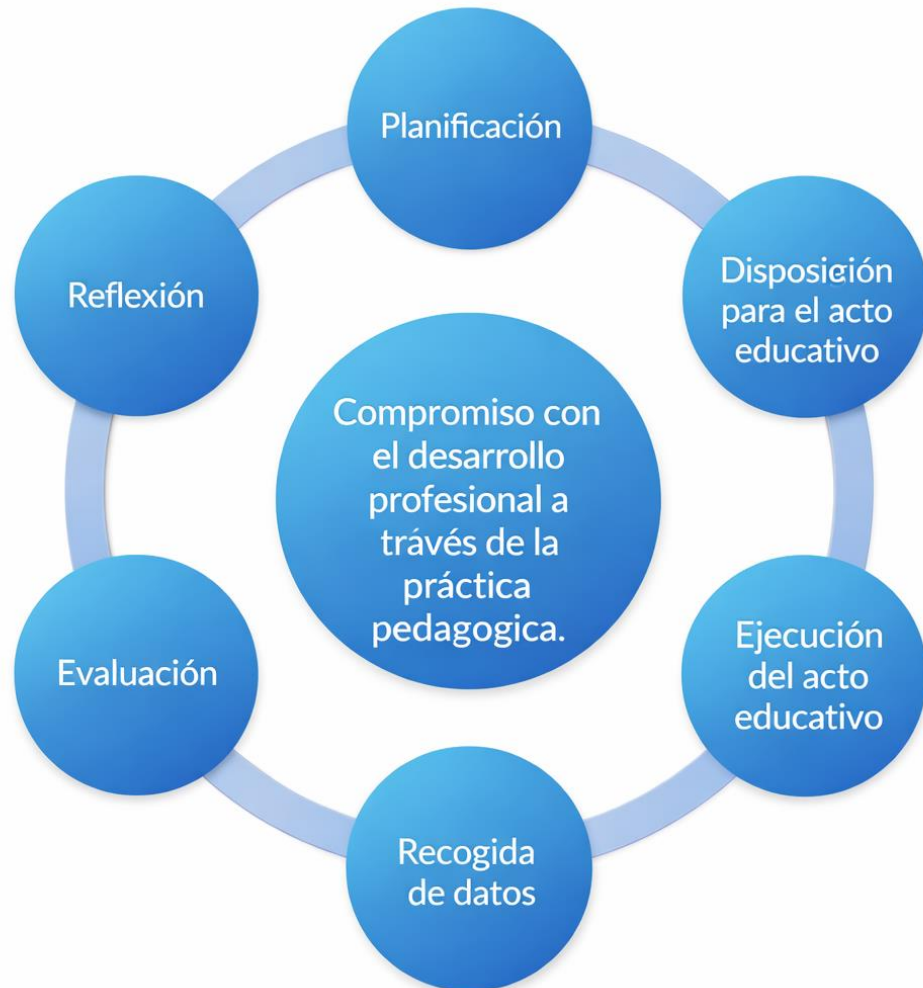 Planificación
Disposición
para el acto
educativo
Ejecución
del acto
educativo
Recogida
de datos
Evaluación
Reflexión
Compromiso con
el desarrollo
profesional a
trávés de la
práctica
pedagogica.